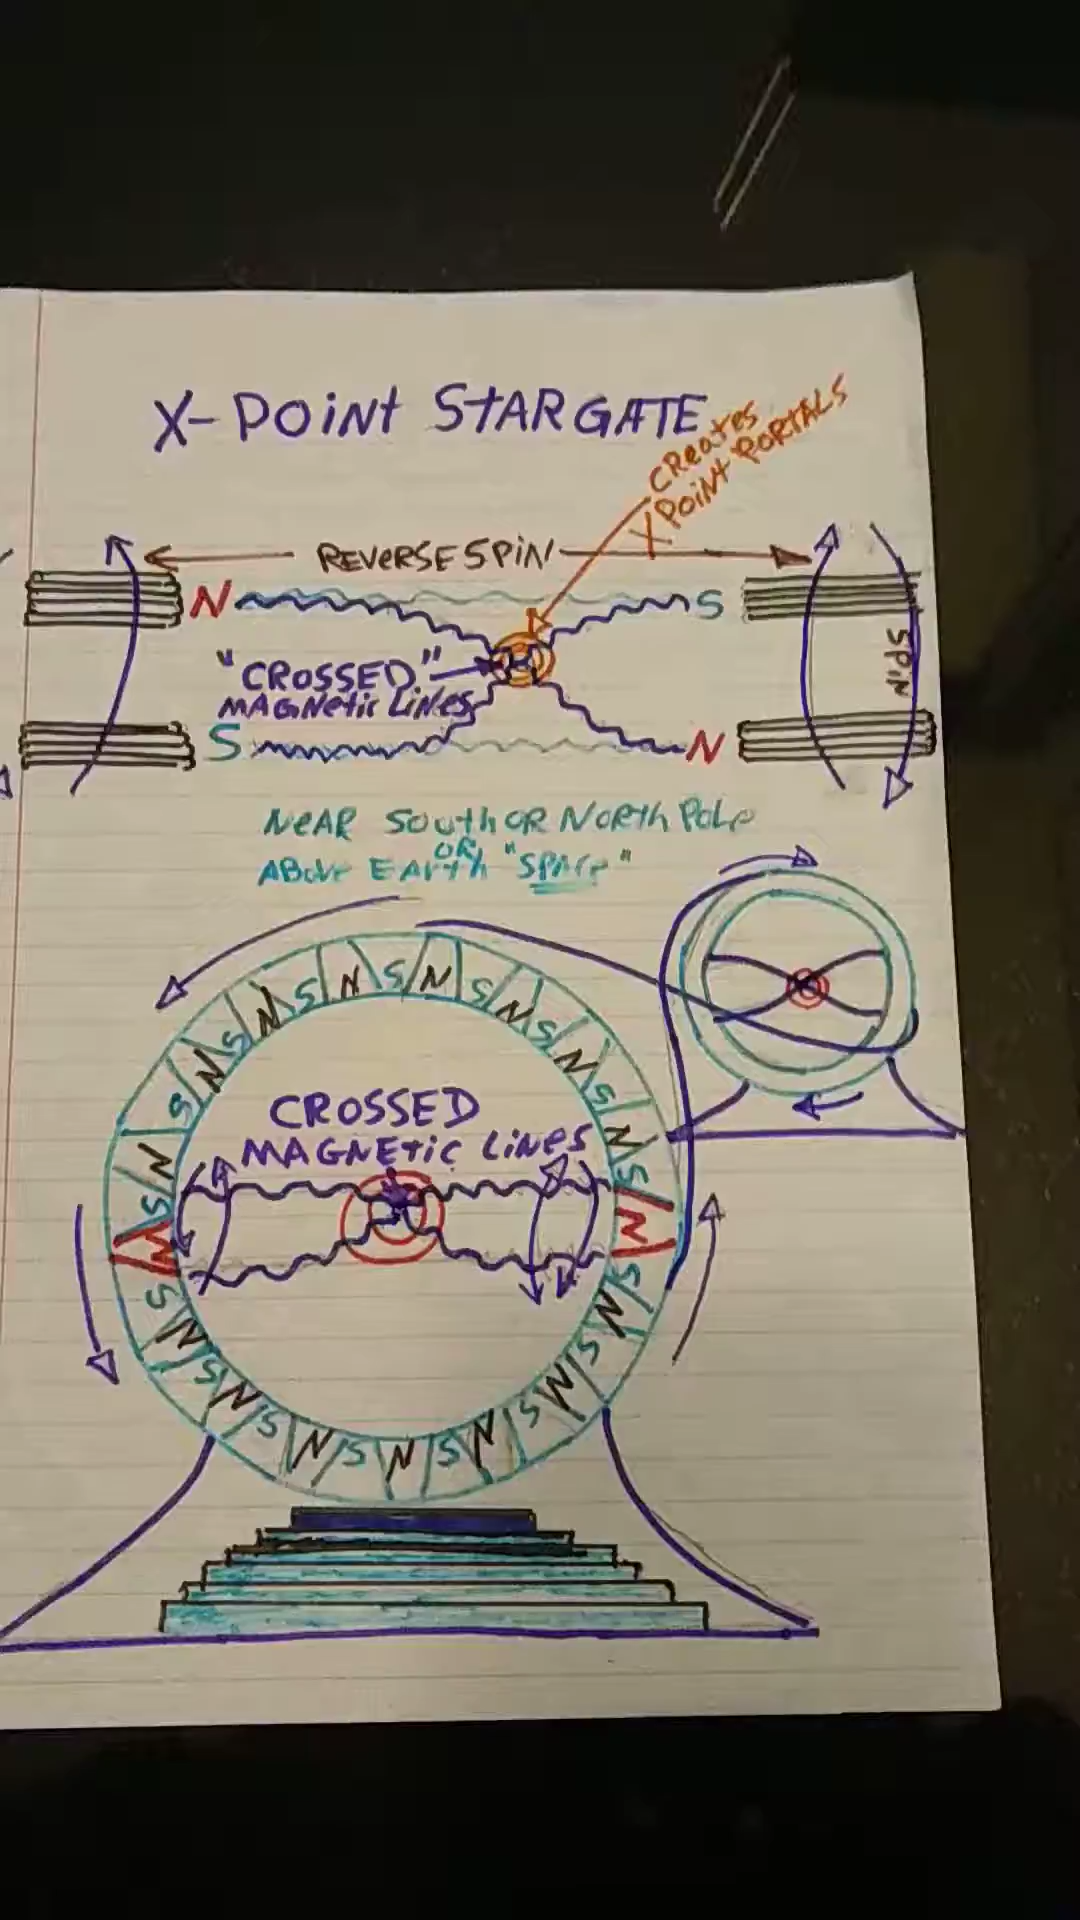 X-POINT STARGATE
CREATES
X POINT PORTALS
REVERSE SPIN
N
S
"CROSSED"
MAGNETIC LINES
SPIN
S
N
NEAR SOUTH OR NORTH POLE
OR
ABOVE EARTH "SPACE"
N S N S N S N S N S N S N S N S N S N S N S N S N S N S N S
CROSSED
MAGNETIC LINES